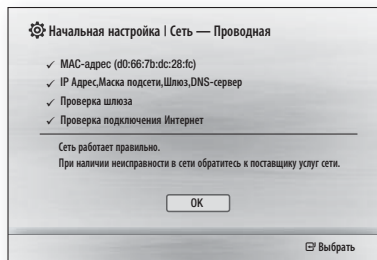 Начальная настройка | Сеть — Проводная
✓ MAC-адрес (d0:66:7b:dc:28:fc)
✓ IP Адрес,Маска подсети,Шлюз,DNS-сервер
✓ Проверка шлюза
✓ Проверка подключения Интернет
Сеть работает правильно.
При наличии неисправности в сети обратитесь к поставщику услуг сети.
OK
Выбрать